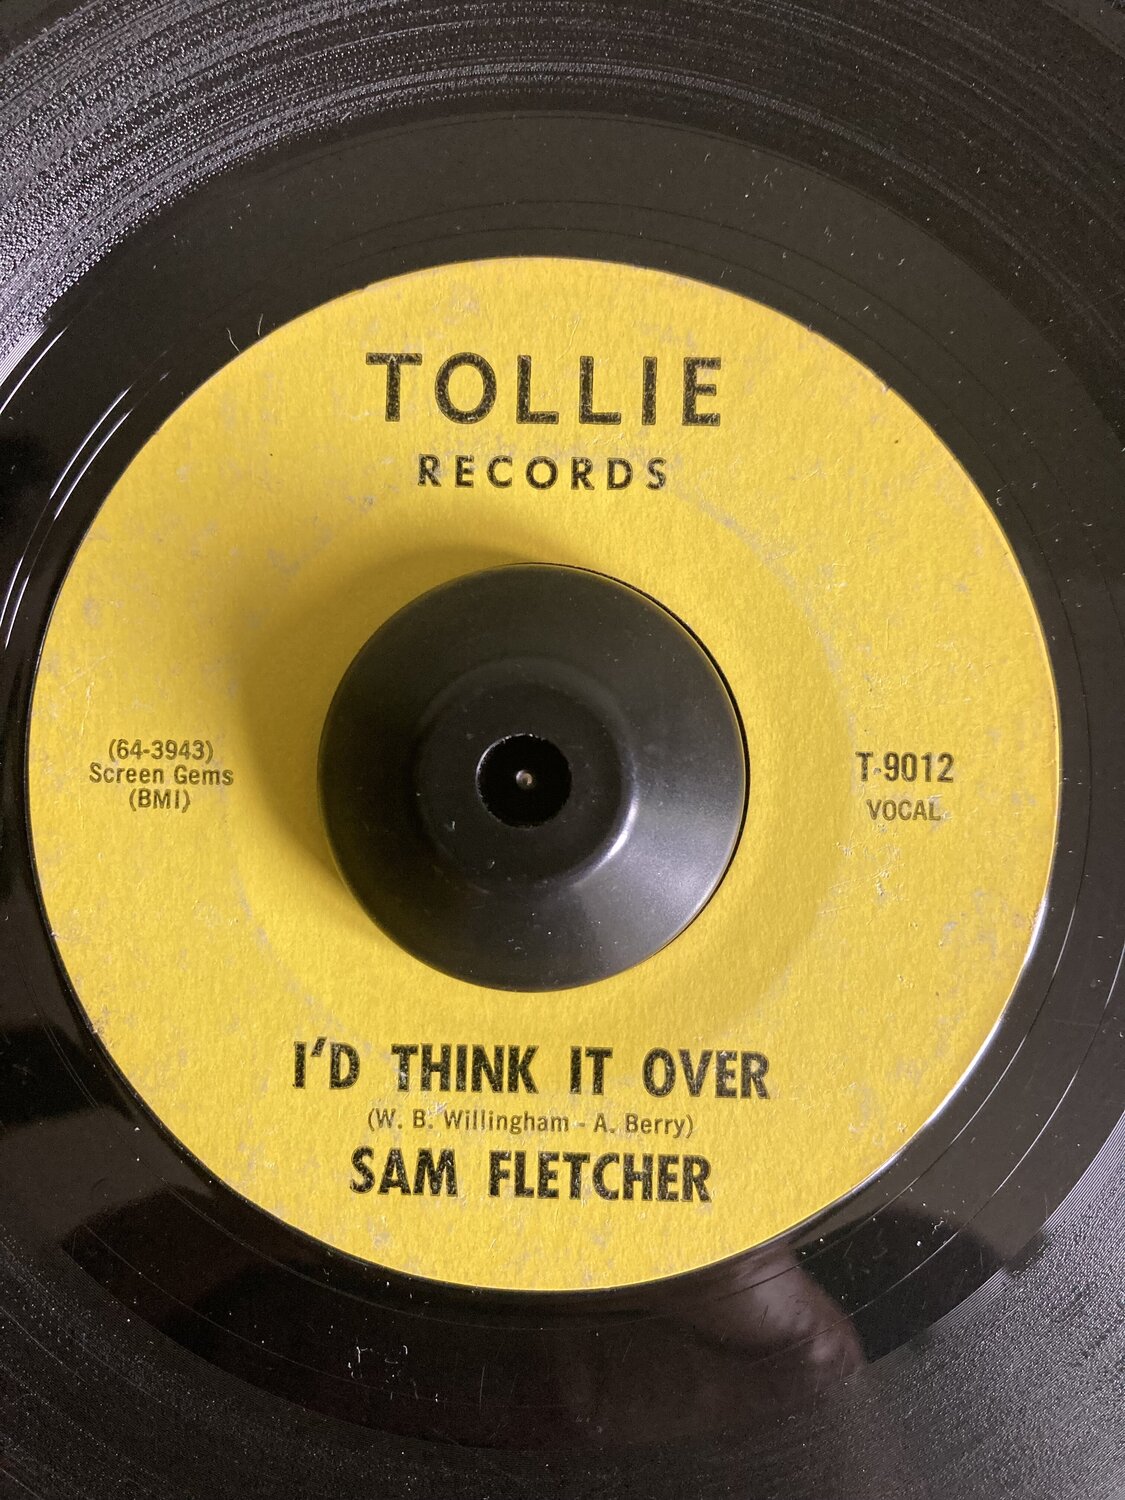 TOLLIE
RECORDS
(64-3943)
Screen Gems
(BMI)
T-9012
VOCAL
I'D THINK IT OVER
(W. B. Willingham - A. Berry)
SAM FLETCHER